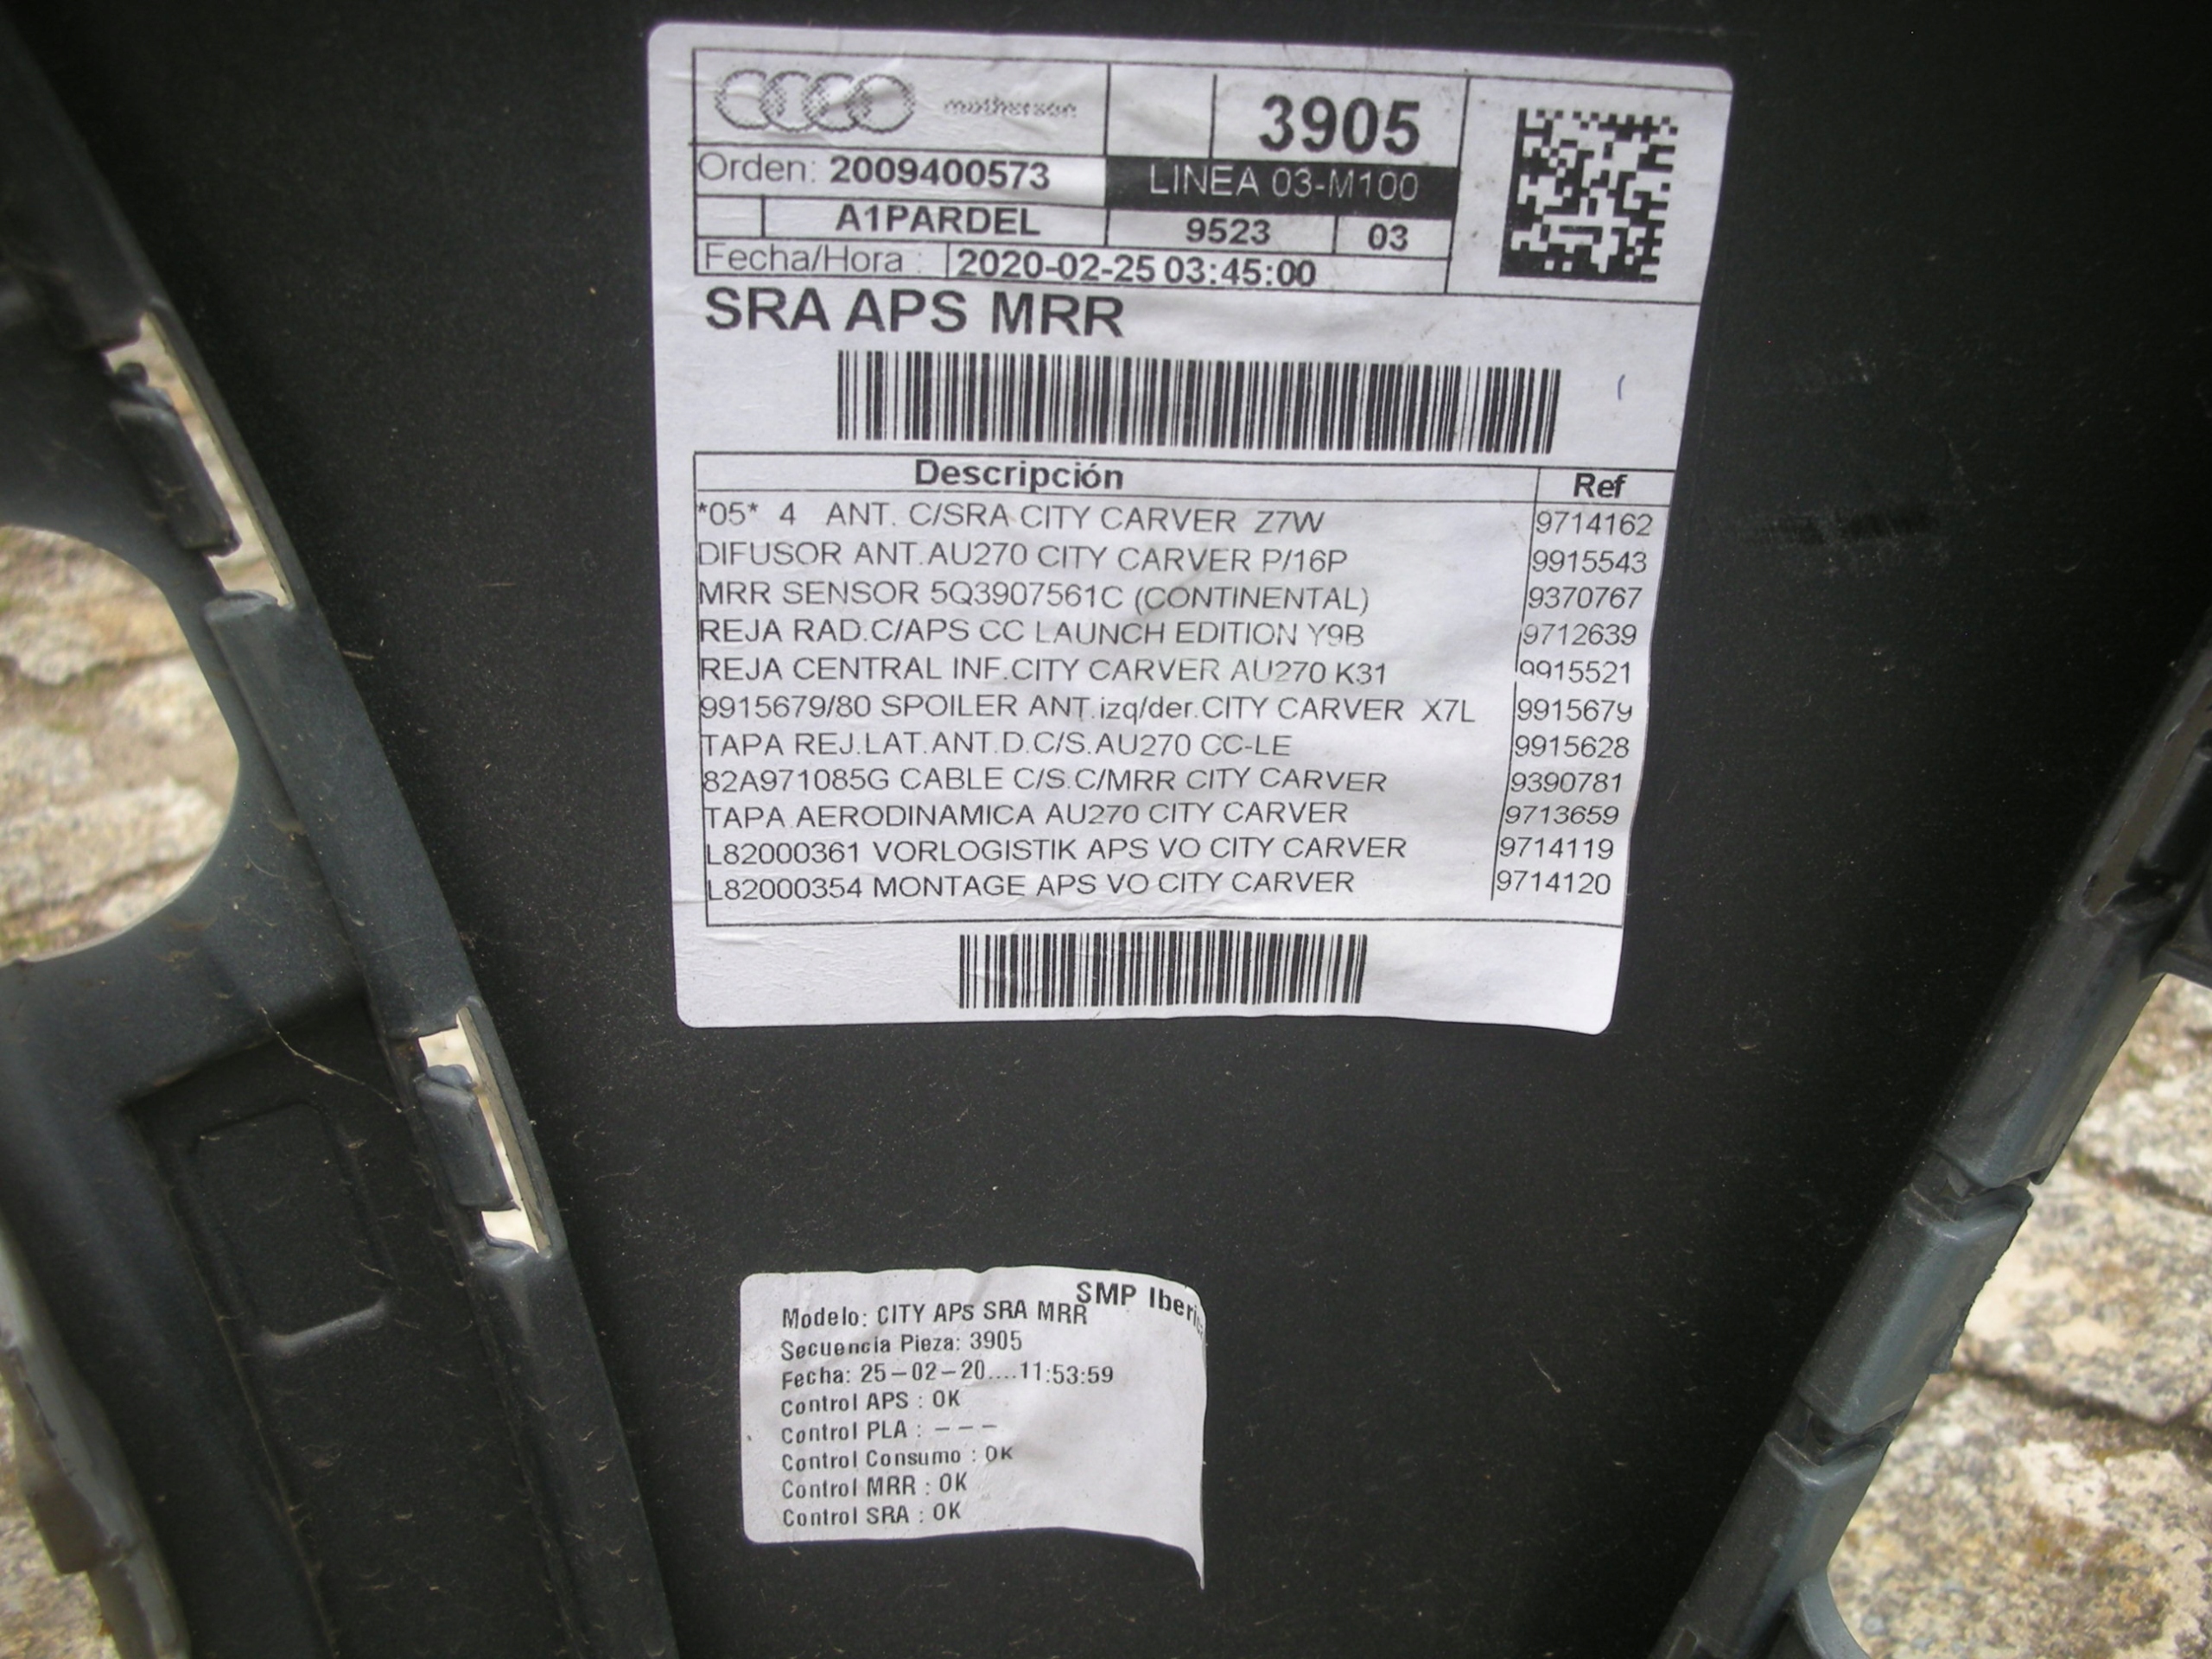 motherson
3905
Orden: 2009400573
LINEA 03-M100
A1PARDEL 9523 03
Fecha/Hora : 2020-02-25 03:45:00
SRA APS MRR
Descripción Ref
*05* 4 ANT. C/SRA CITY CARVER Z7W 9714162
DIFUSOR ANT.AU270 CITY CARVER P/16P 9915543
MRR SENSOR 5Q3907561C (CONTINENTAL) 9370767
REJA RAD.C/APS CC LAUNCH EDITION Y9B 9712639
REJA CENTRAL INF.CITY CARVER AU270 K31 9915521
9915679/80 SPOILER ANT.izq/der.CITY CARVER X7L 9915679
TAPA REJ.LAT.ANT.D.C/S.AU270 CC-LE 9915628
82A971085G CABLE C/S.C/MRR CITY CARVER 9390781
TAPA AERODINAMICA AU270 CITY CARVER 9713659
L82000361 VORLOGISTIK APS VO CITY CARVER 9714119
L82000354 MONTAGE APS VO CITY CARVER 9714120
SMP Iberica
Modelo: CITY APS SRA MRR
Secuencia Pieza: 3905
Fecha: 25-02-20....11:53:59
Control APS : OK
Control PLA : ---
Control Consumo : OK
Control MRR : OK
Control SRA : OK